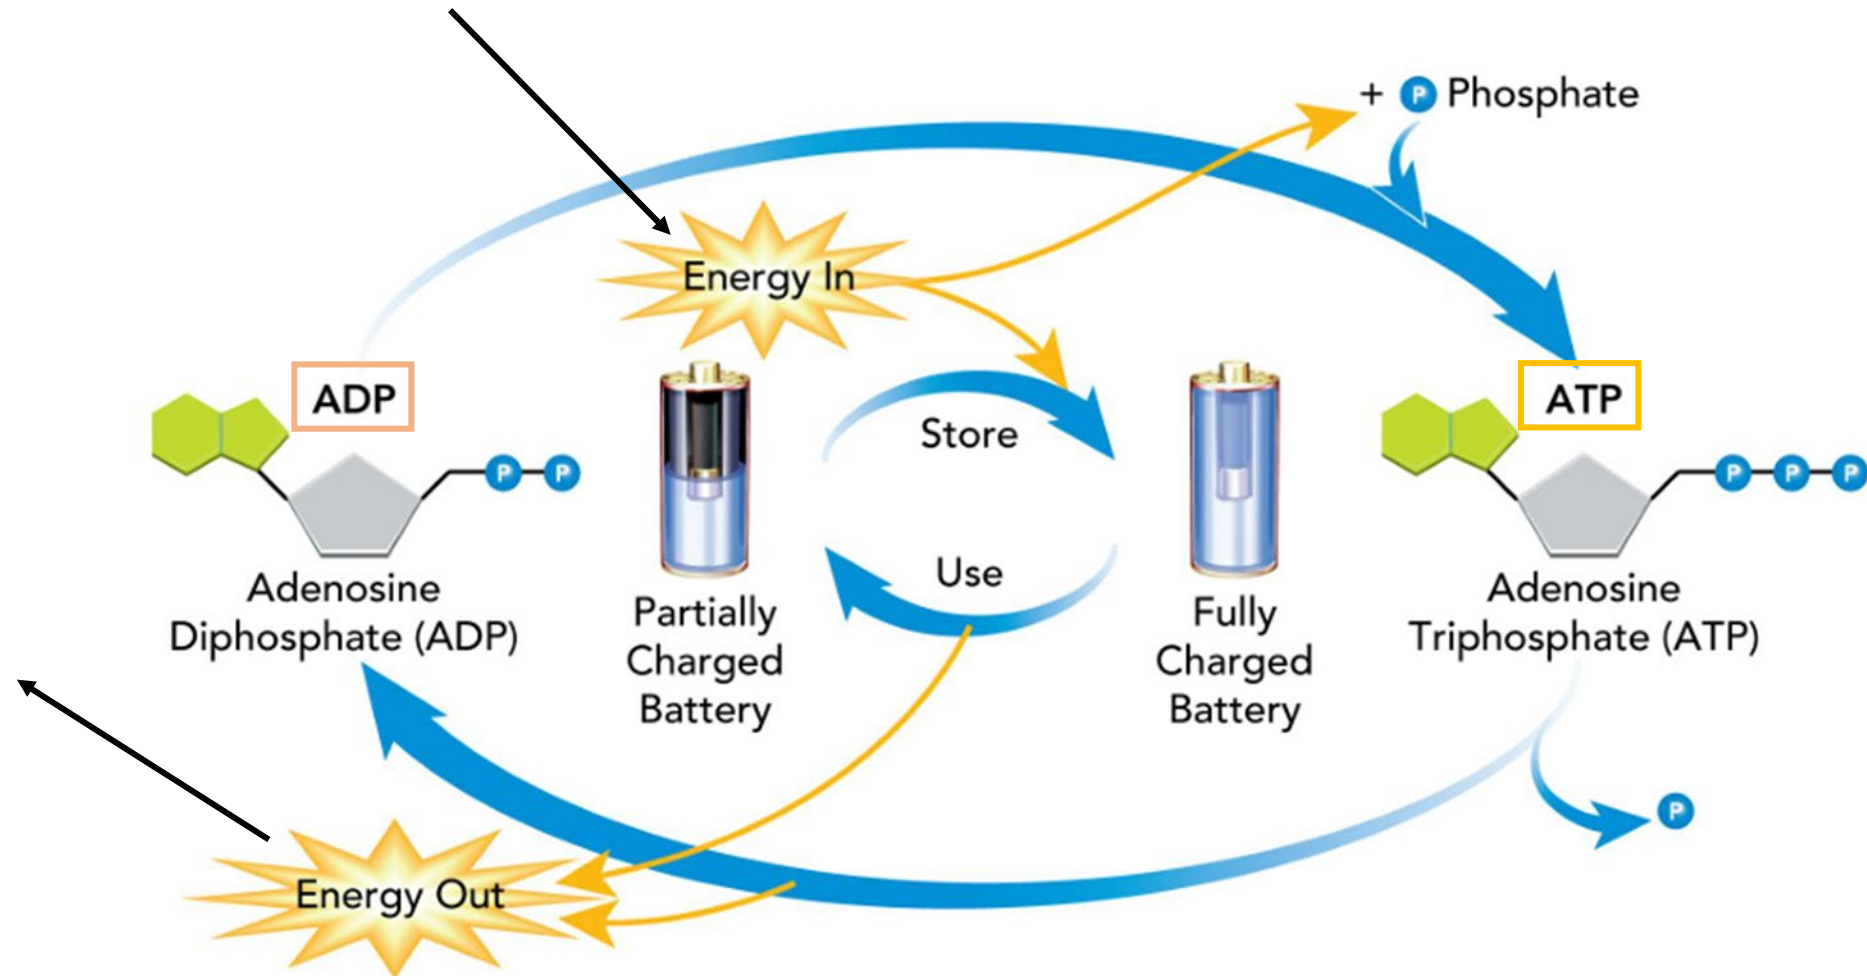 + P Phosphate
Energy In
ADP
ATP
Store
P P
P P P
Use
Adenosine
Diphosphate (ADP)
Partially
Charged
Battery
Fully
Charged
Battery
Adenosine
Triphosphate (ATP)
P
Energy Out